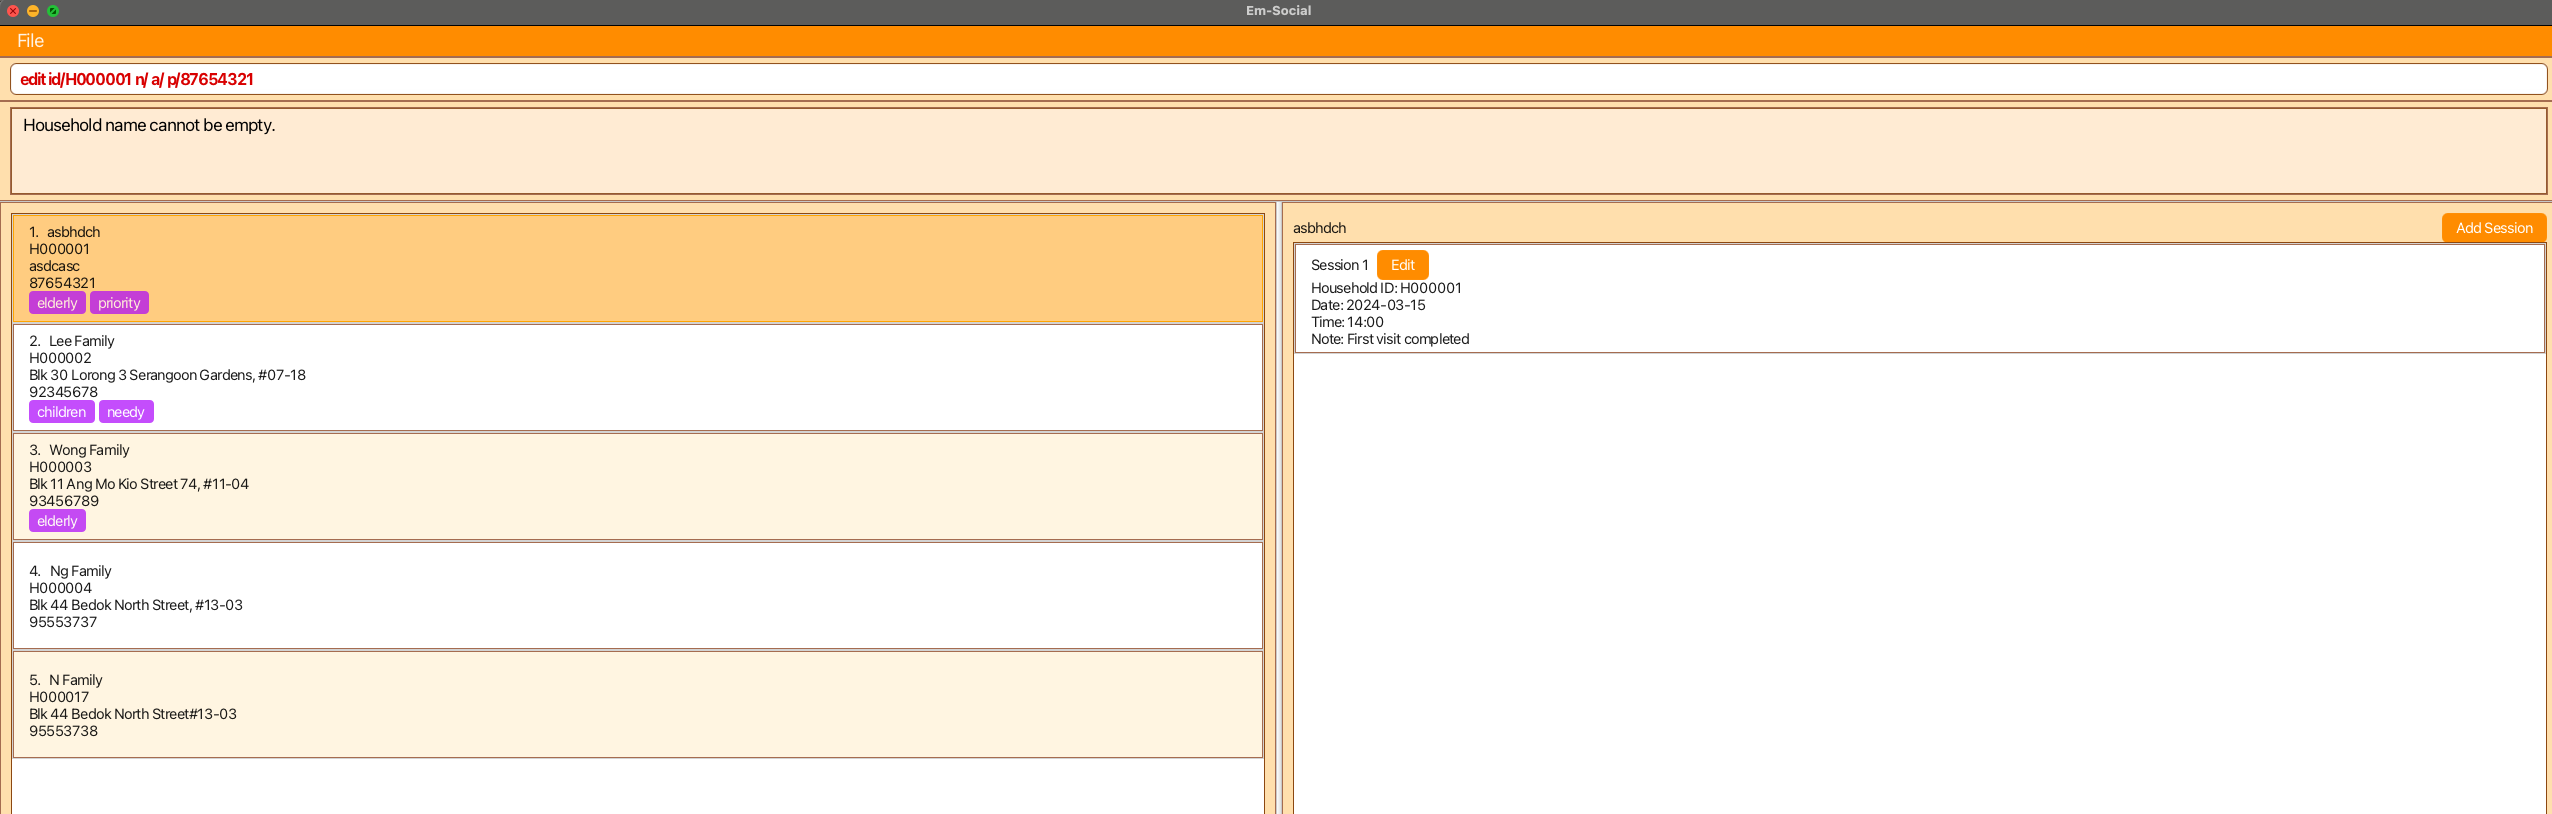 Em-Social
File
edit id/H000001 n/ a/ p/87654321
Household name cannot be empty.
1. asbhdch
H000001
asdcasc
87654321
elderly priority
2. Lee Family
H000002
Blk 30 Lorong 3 Serangoon Gardens, #07-18
92345678
children needy
3. Wong Family
H000003
Blk 11 Ang Mo Kio Street 74, #11-04
93456789
elderly
4. Ng Family
H000004
Blk 44 Bedok North Street, #13-03
95553737
5. N Family
H000017
Blk 44 Bedok North Street#13-03
95553738
asbhdch
Add Session
Session 1 Edit
Household ID: H000001
Date: 2024-03-15
Time: 14:00
Note: First visit completed